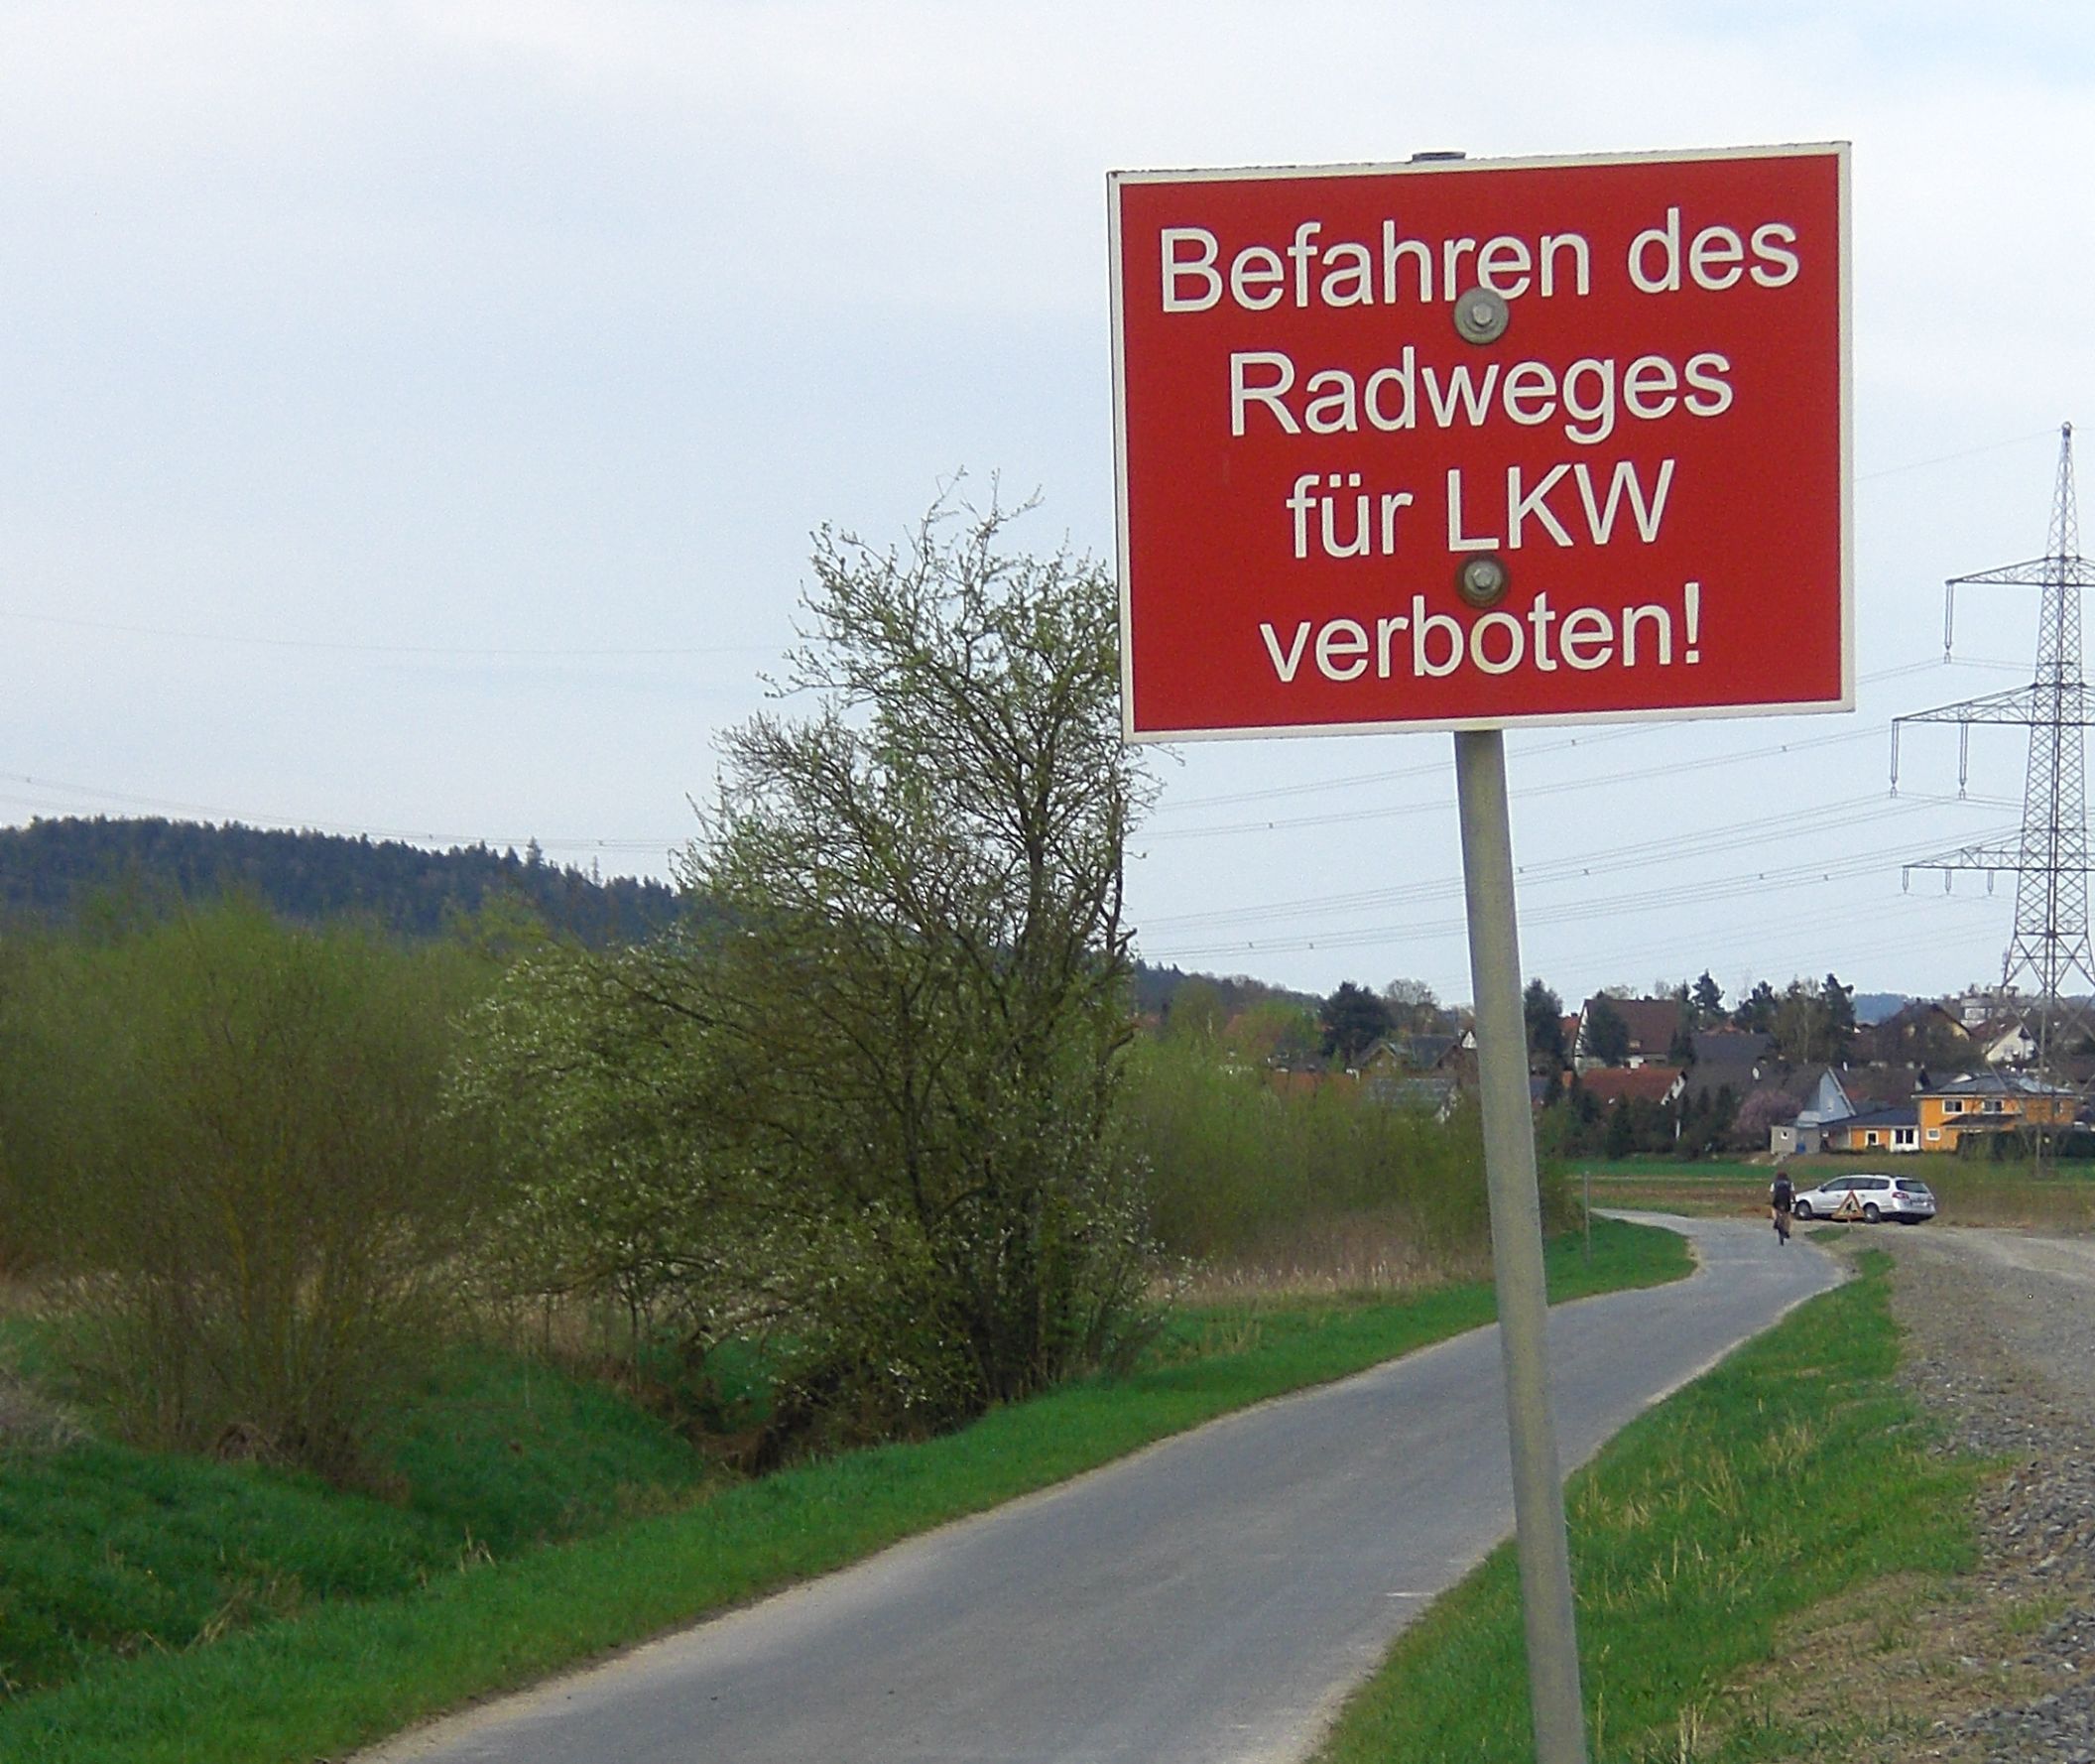 Befahren des
Radweges
für LKW
verboten!